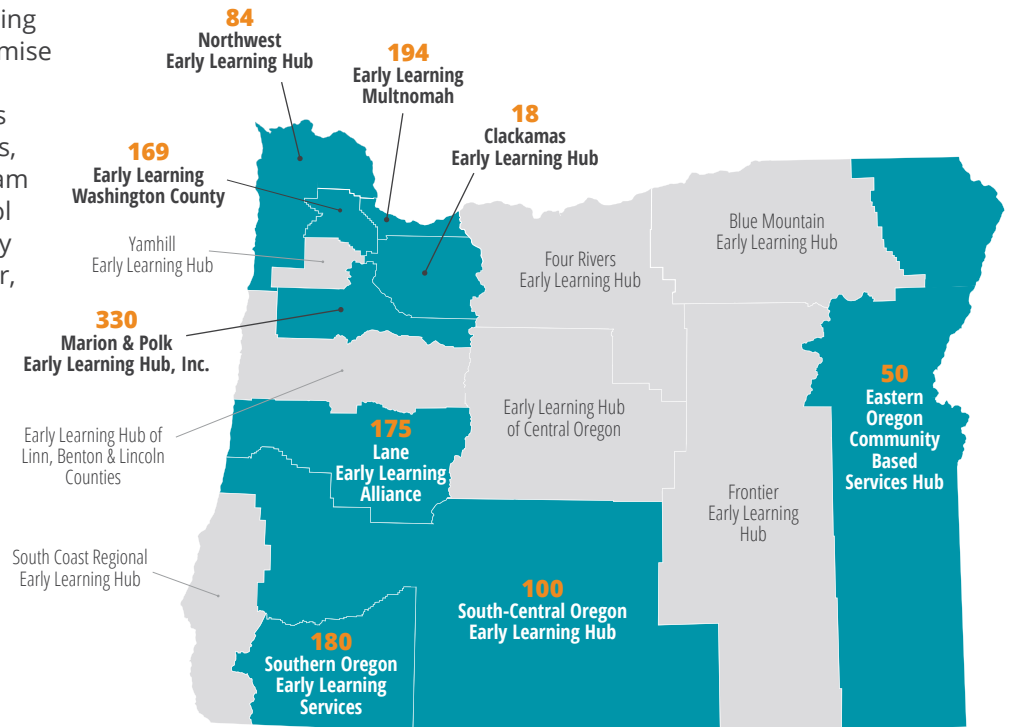 ing
mise
s
s,
am
ol
y
r,
84
Northwest
Early Learning Hub
194
Early Learning
Multnomah
18
Clackamas
Early Learning Hub
169
Early Learning
Washington County
Yamhill
Early Learning Hub
330
Marion & Polk
Early Learning Hub, Inc.
Early Learning Hub of
Linn, Benton & Lincoln
Counties
South Coast Regional
Early Learning Hub
Four Rivers
Early Learning Hub
Blue Mountain
Early Learning Hub
Early Learning Hub
of Central Oregon
175
Lane
Early Learning
Alliance
50
Eastern
Oregon
Community
Based
Services Hub
Frontier
Early Learning
Hub
100
South-Central Oregon
Early Learning Hub
180
Southern Oregon
Early Learning
Services